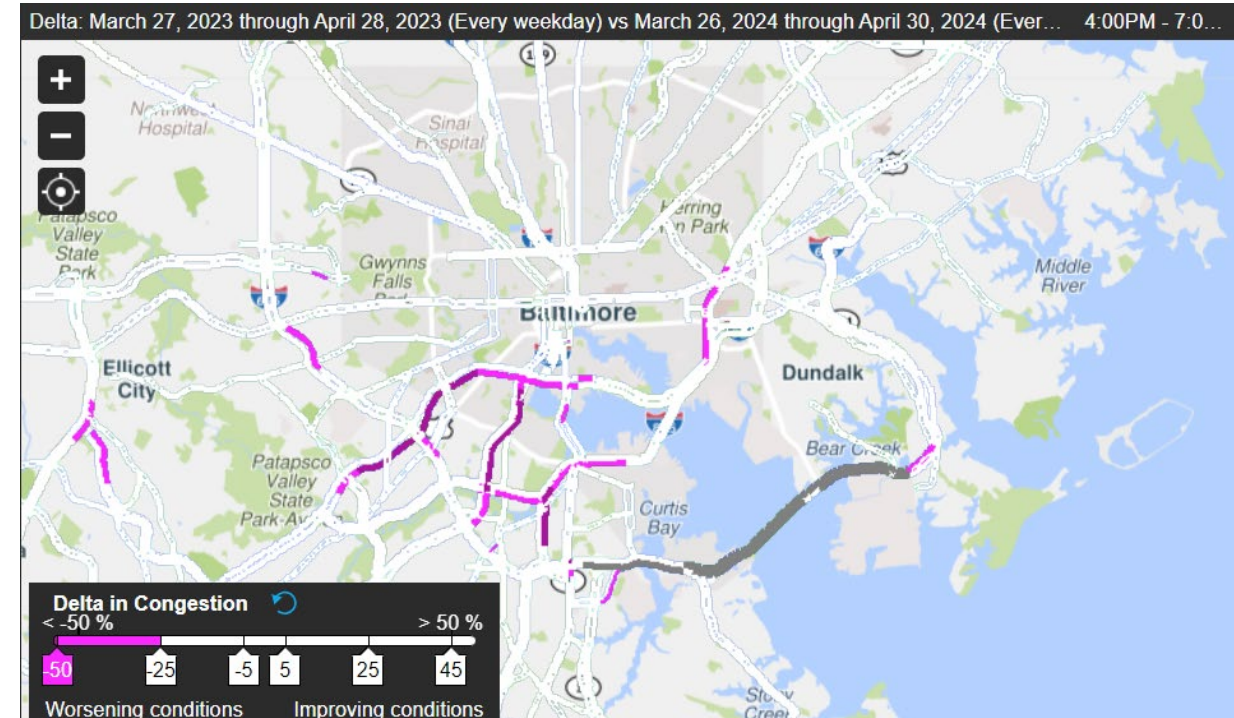 Delta: March 27, 2023 through April 28, 2023 (Every weekday) vs March 26, 2024 through April 30, 2024 (Ever... 4:00PM - 7:0...
+
Hospital
Sinai
Hospital
−
Patapsco
Valley
State
Park
Herring
Run Park
Gwynns
Falls
Middle
River
Baltimore
Ellicott
City
Dundalk
Bear Creek
Patapsco
Valley
State
Curtis
Bay
Delta in Congestion
< -50 % > 50 %
-50 -25 -5 5 25 45
Worsening conditions Improving conditions